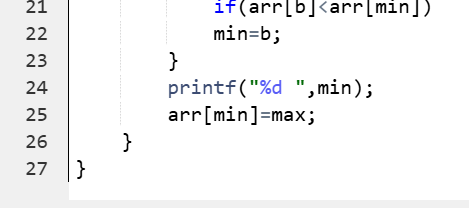 21 if(arr[b]<arr[min])
22 min=b;
23 }
24 printf("%d ",min);
25 arr[min]=max;
26 }
27 }